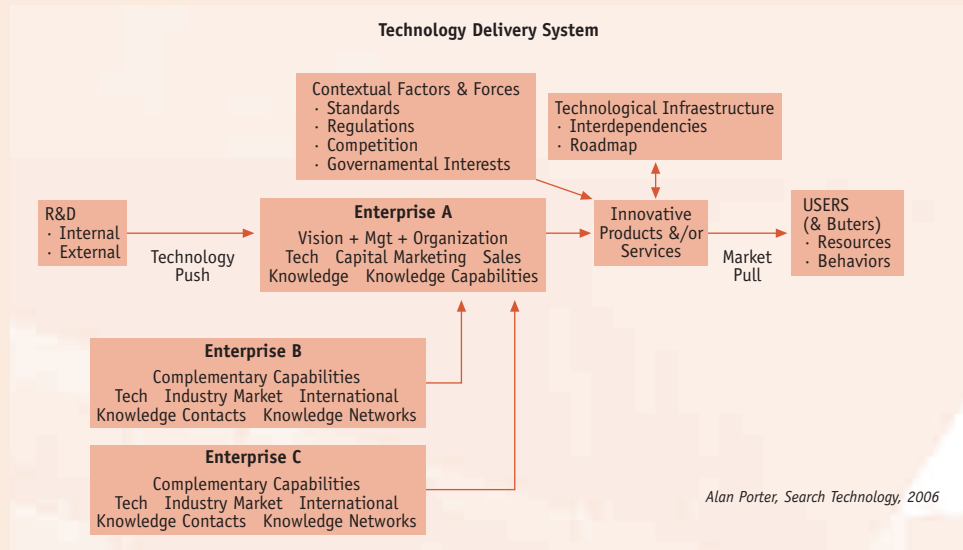 Technology Delivery System
Contextual Factors & Forces
· Standards
· Regulations
· Competition
· Governamental Interests
Technological Infraestructure
· Interdependencies
· Roadmap
R&D
· Internal
· External
Technology
Push
Enterprise A
Vision + Mgt + Organization
Tech Capital Marketing Sales
Knowledge Knowledge Capabilities
Innovative
Products &/or
Services
Market
Pull
USERS
(& Buters)
· Resources
· Behaviors
Enterprise B
Complementary Capabilities
Tech Industry Market International
Knowledge Contacts Knowledge Networks
Enterprise C
Complementary Capabilities
Tech Industry Market International
Knowledge Contacts Knowledge Networks
Alan Porter, Search Technology, 2006